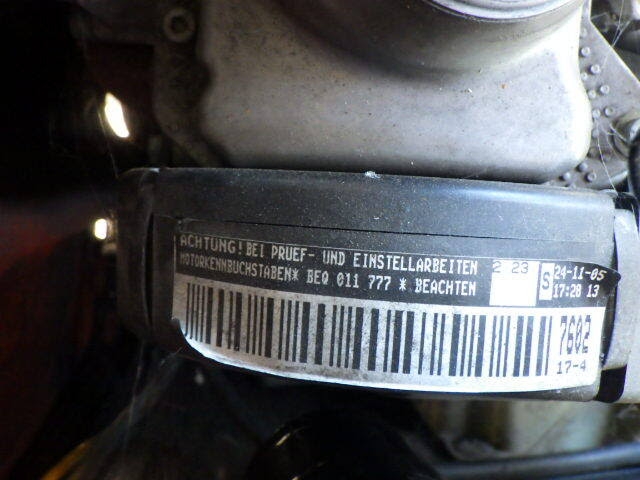 ACHTUNG! BEI PRUEF- UND EINSTELLARBEITEN
MOTORKENNBUCHSTABEN* BEQ 011 777 * BEACHTEN
2 23
S
24-11-05
17:28 13
7G02
17-4